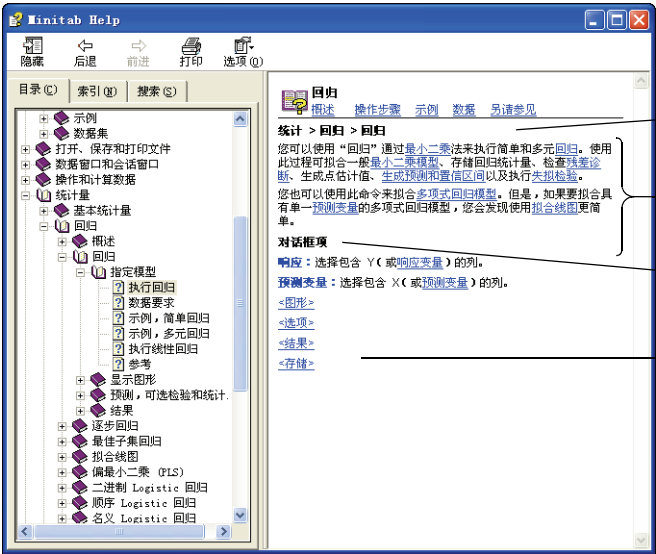 Minitab Help
隐藏 后退 前进 打印 选项(O)
目录(C) 索引(N) 搜索(S)
示例
数据集
打开、保存和打印文件
数据窗口和会话窗口
操作和计算数据
统计量
基本统计量
回归
概述
回归
指定模型
执行回归
数据要求
示例，简单回归
示例，多元回归
执行线性回归
参考
显示图形
预测，可选检验和统计.
结果
逐步回归
最佳子集回归
拟合线图
偏最小二乘 (PLS)
二进制 Logistic 回归
顺序 Logistic 回归
名义 Logistic 回归
回归
概述 操作步骤 示例 数据 另请参见
统计 > 回归 > 回归
您可以使用“回归”通过最小二乘法来执行简单和多元回归。使用
此过程可拟合一般最小二乘模型、存储回归统计量、检查残差诊
断、生成点估计值、生成预测和置信区间以及执行失拟检验。
您也可以使用此命令来拟合多项式回归模型。但是，如果要拟合具
有单一预测变量的多项式回归模型，您会发现使用拟合线图更简
单。
对话框项
响应：选择包含 Y（或响应变量）的列。
预测变量：选择包含 X（或预测变量）的列。
<图形>
<选项>
<结果>
<存储>